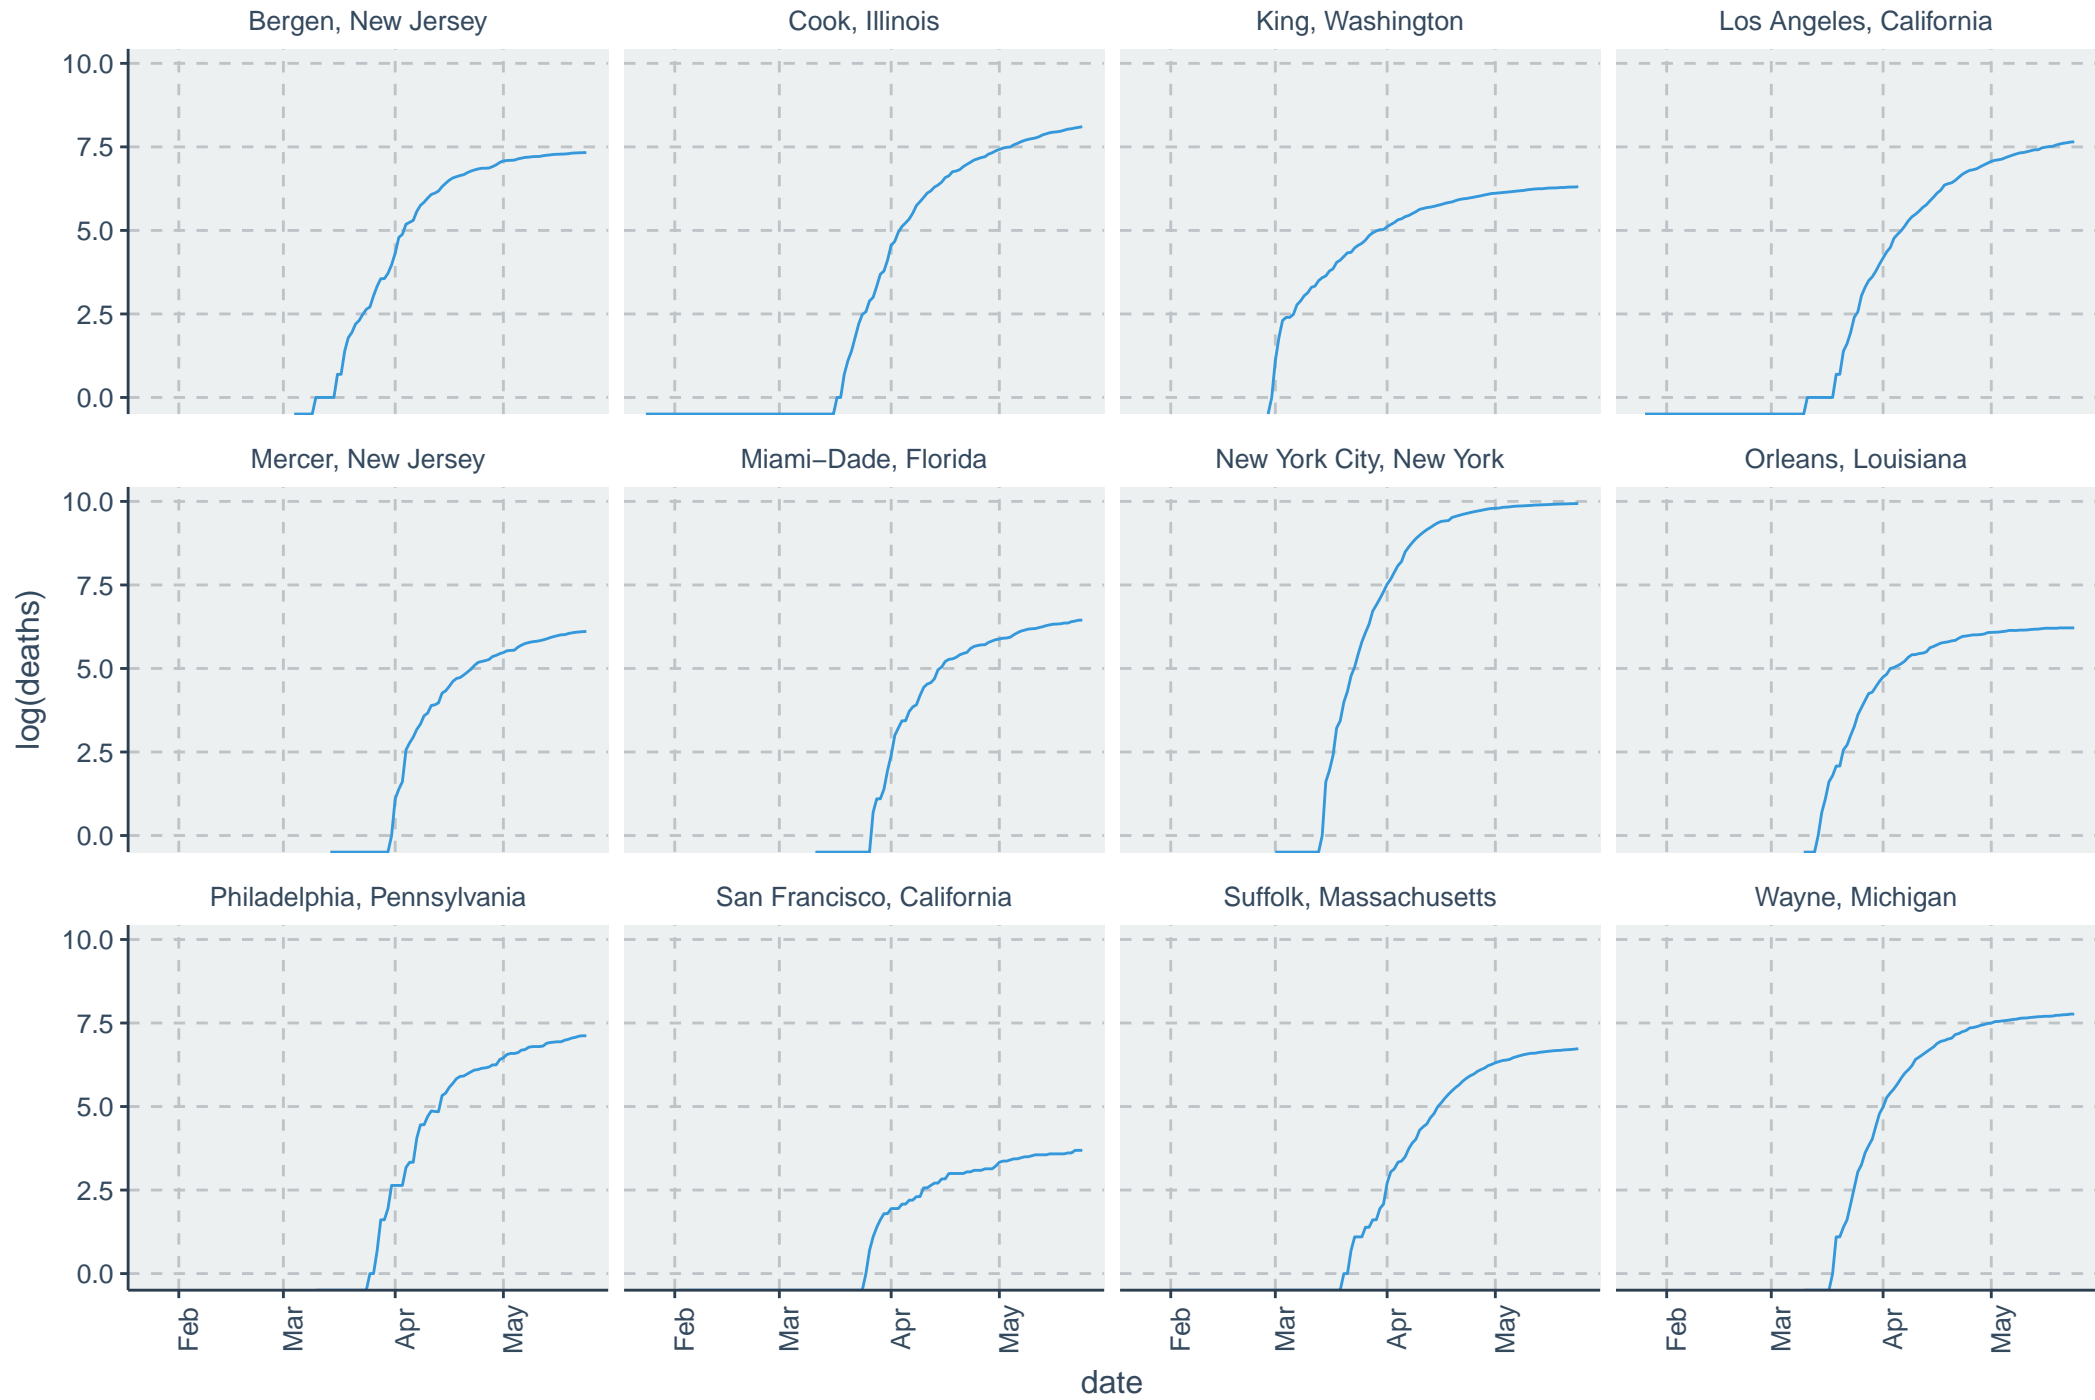 Bergen, New Jersey
Cook, Illinois
King, Washington
Los Angeles, California
10.0
7.5
5.0
2.5
0.0
Mercer, New Jersey
Miami−Dade, Florida
New York City, New York
Orleans, Louisiana
10.0
7.5
5.0
2.5
0.0
log(deaths)
Philadelphia, Pennsylvania
San Francisco, California
Suffolk, Massachusetts
Wayne, Michigan
10.0
7.5
5.0
2.5
0.0
Feb
Mar
Apr
May
Feb
Mar
Apr
May
Feb
Mar
Apr
May
Feb
Mar
Apr
May
date